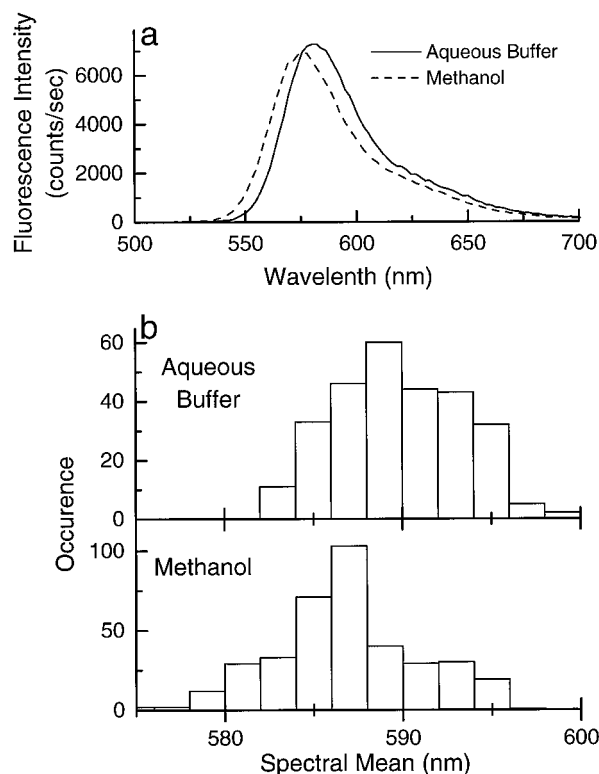 a
Aqueous Buffer
Methanol
Fluorescence Intensity
(counts/sec)
6000
4000
2000
0
500 550 600 650 700
Wavelenth (nm)
b
Aqueous
Buffer
60
40
20
0
Occurence
Methanol
100
50
0
580 590 600
Spectral Mean (nm)